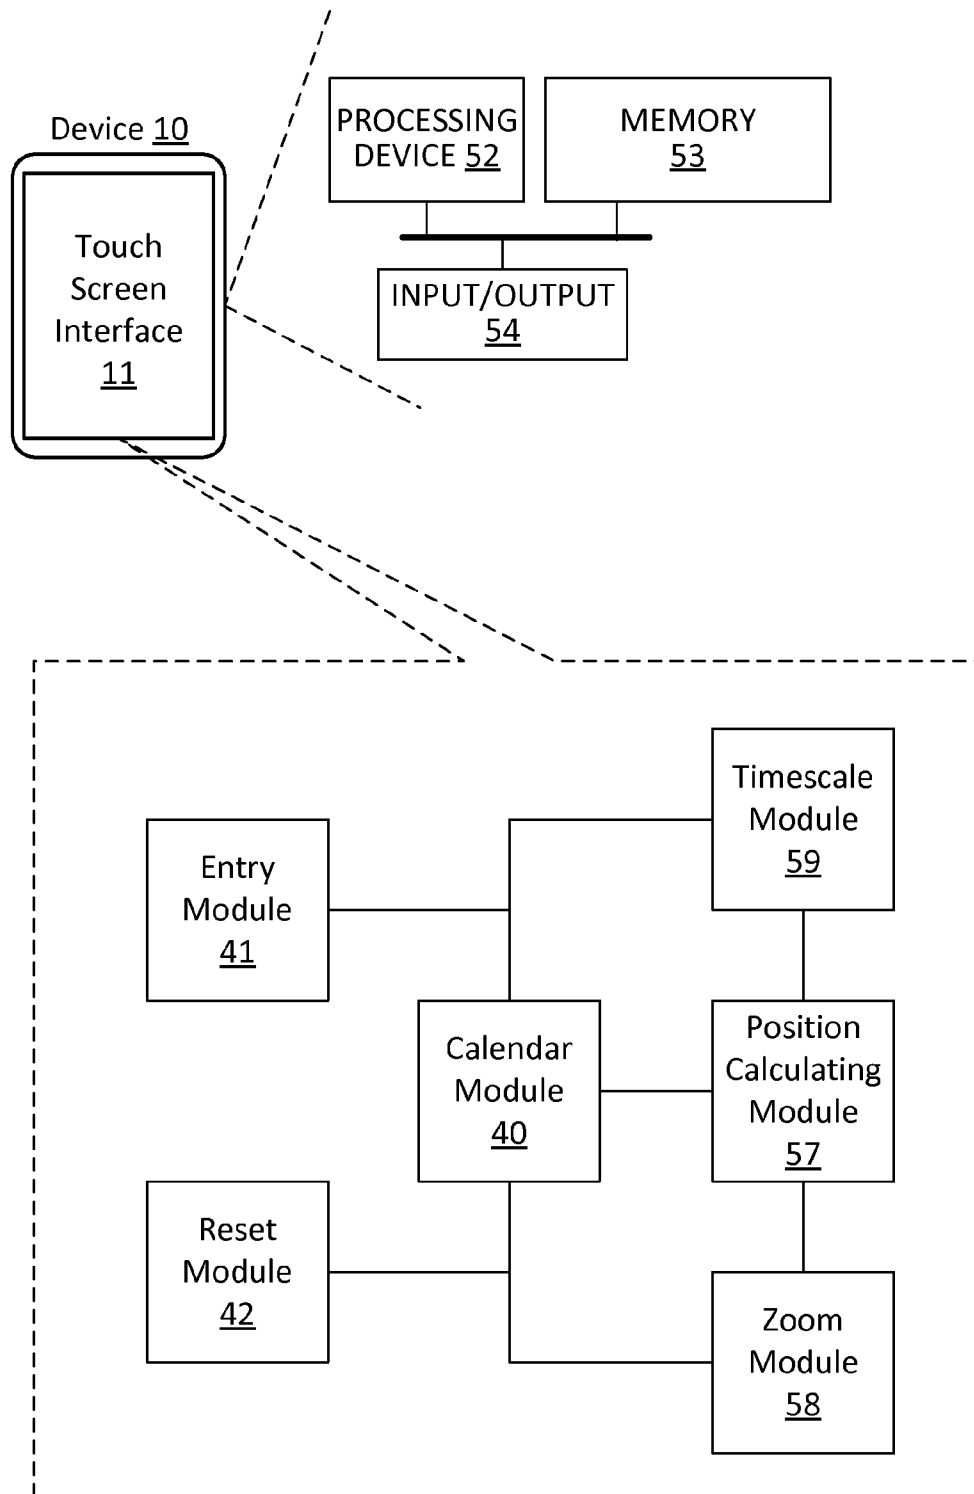 Device 10
Touch
Screen
Interface
11
PROCESSING
DEVICE 52
MEMORY
53
INPUT/OUTPUT
54
Timescale
Module
59
Entry
Module
41
Calendar
Module
40
Position
Calculating
Module
57
Reset
Module
42
Zoom
Module
58